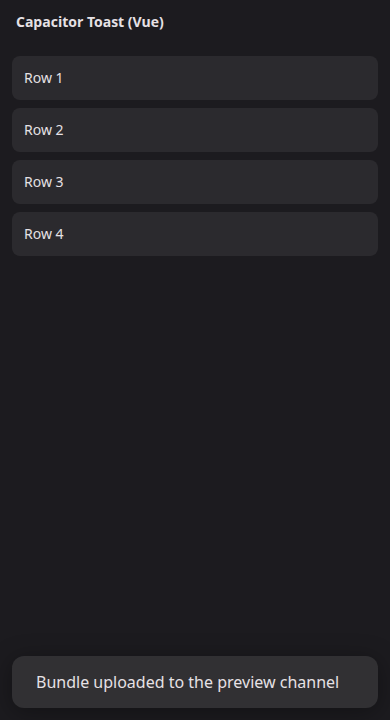 Capacitor Toast (Vue)
Row 1
Row 2
Row 3
Row 4
Bundle uploaded to the preview channel